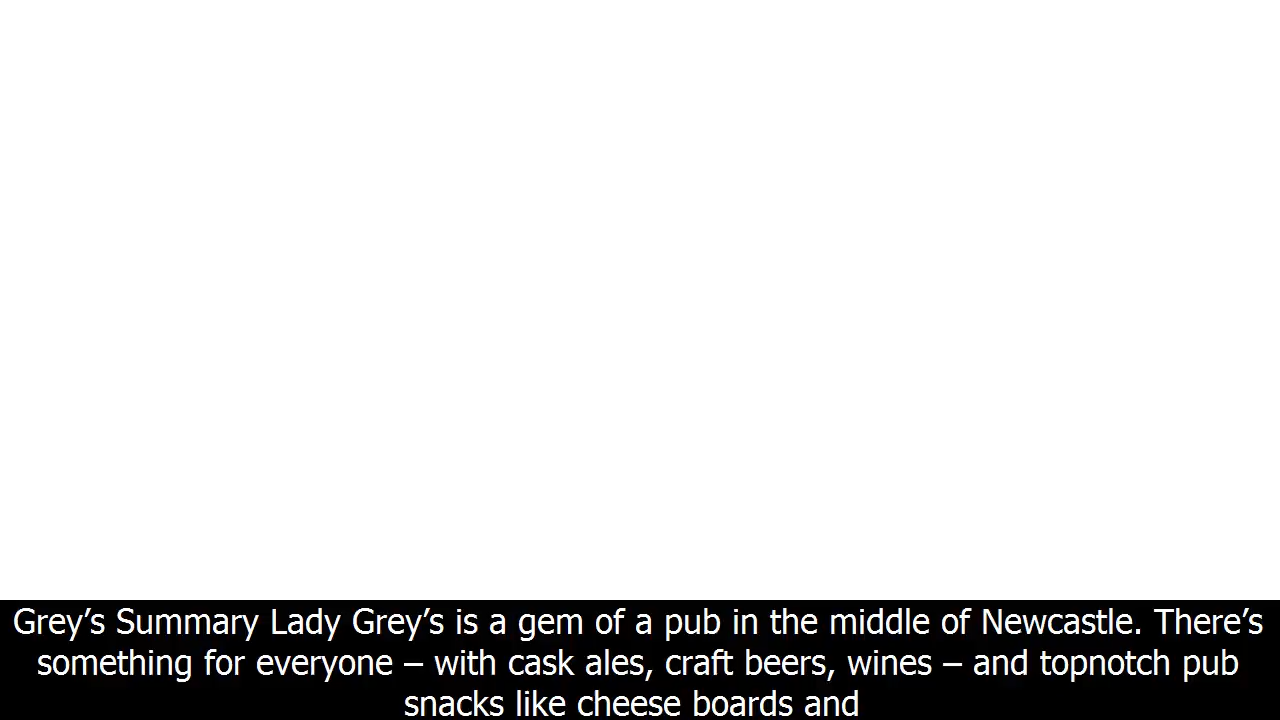 Grey’s Summary Lady Grey’s is a gem of a pub in the middle of Newcastle. There’s
something for everyone – with cask ales, craft beers, wines – and topnotch pub
snacks like cheese boards and